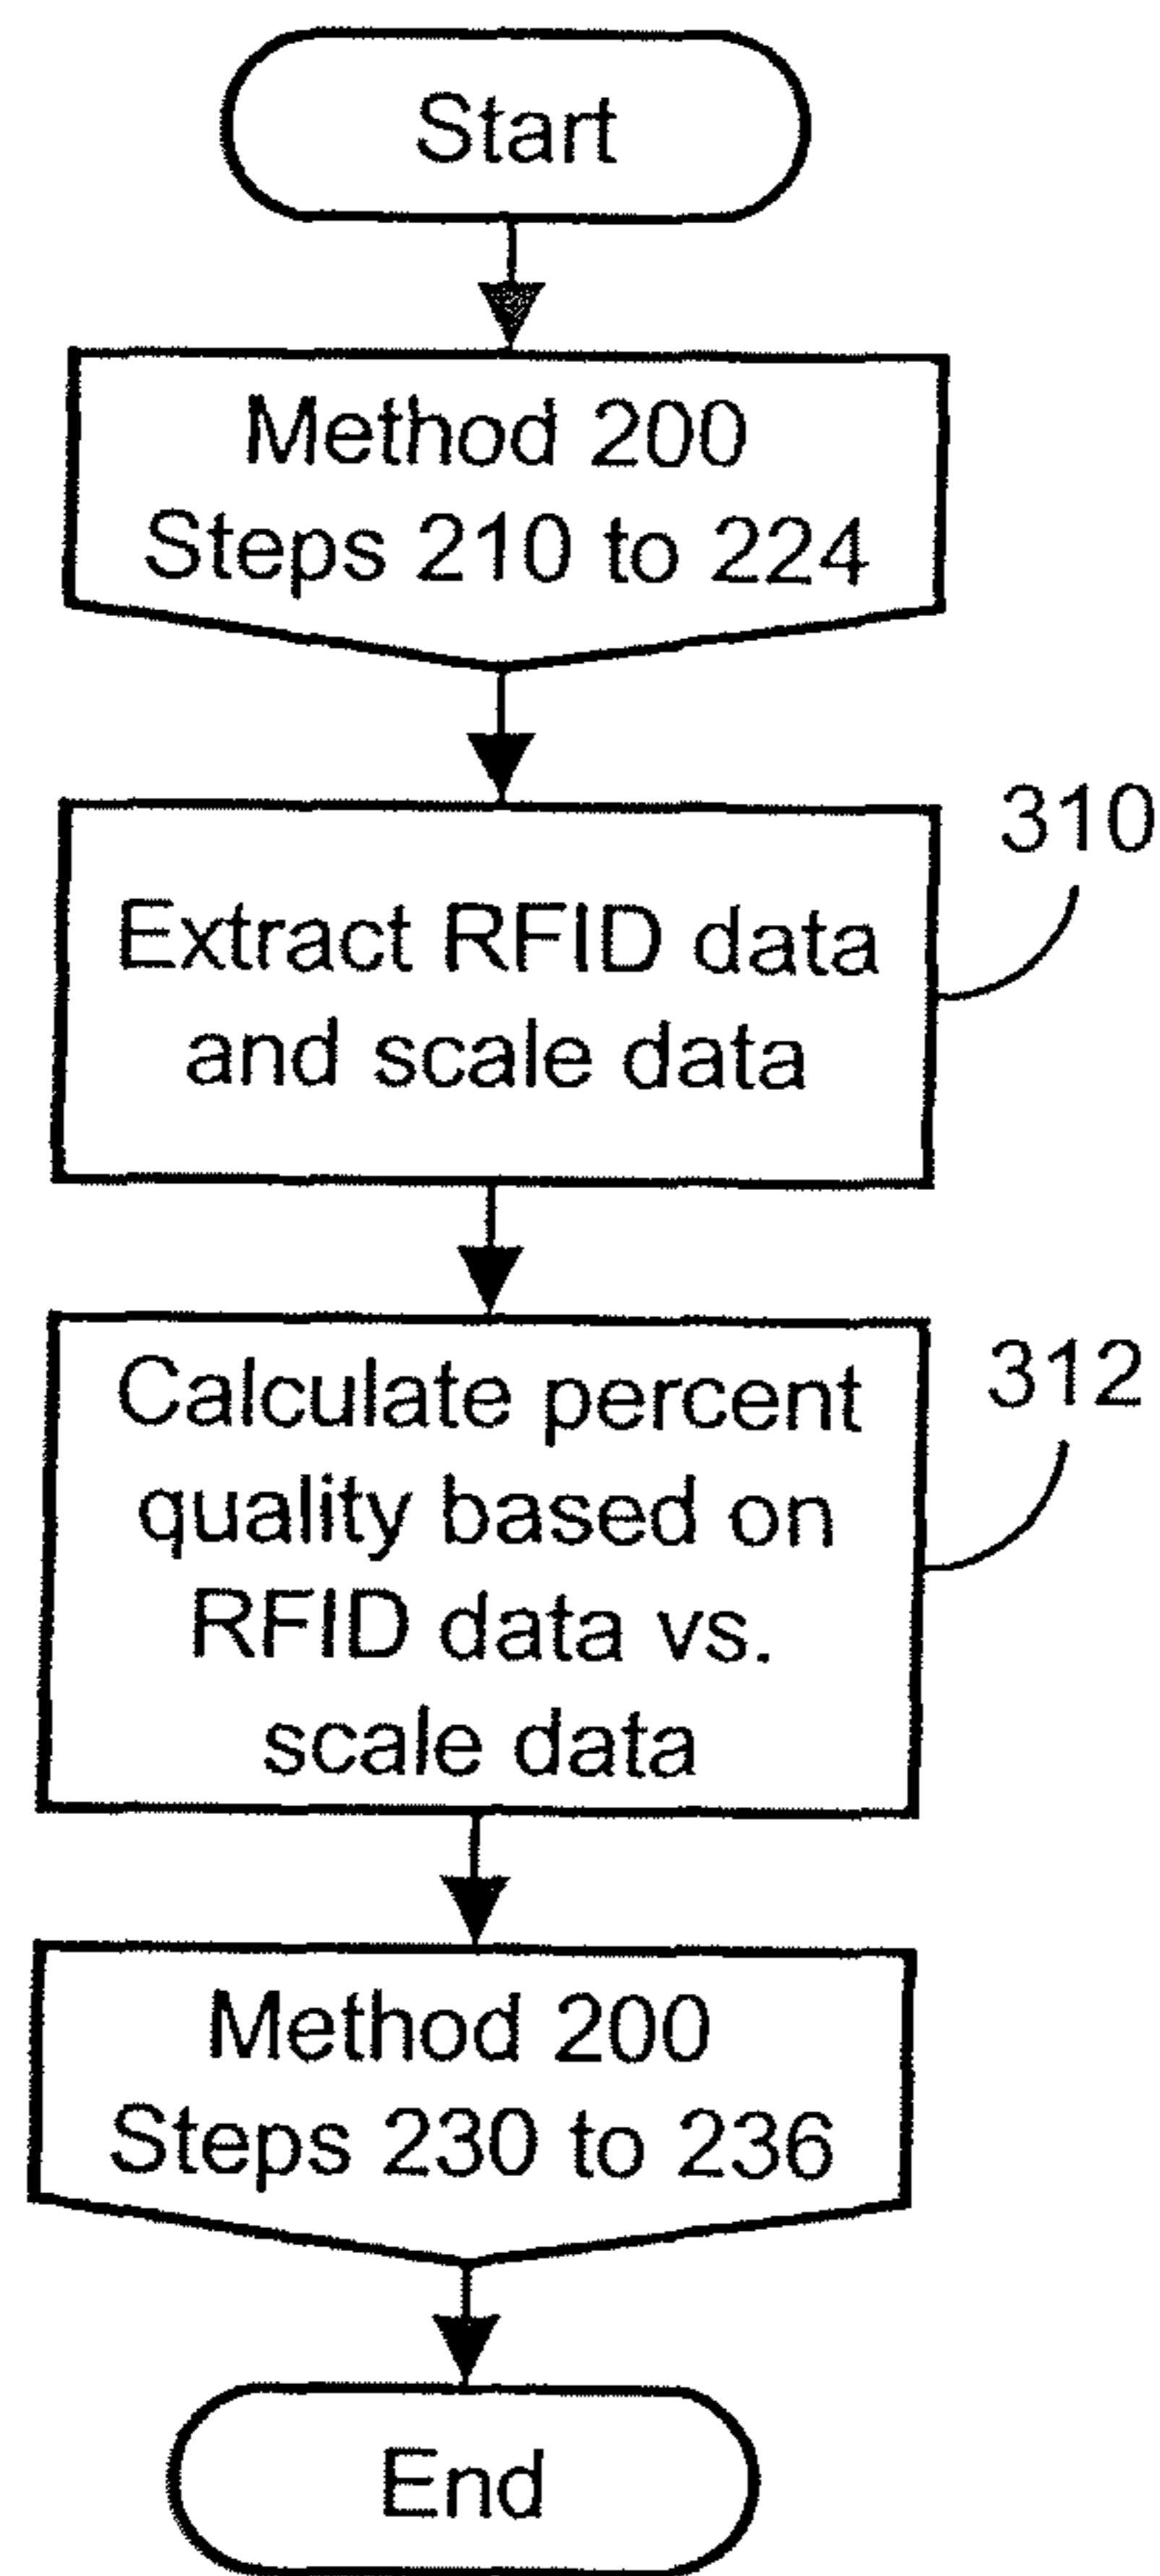 Start
Method 200
Steps 210 to 224
310
Extract RFID data
and scale data
312
Calculate percent
quality based on
RFID data vs.
scale data
Method 200
Steps 230 to 236
End